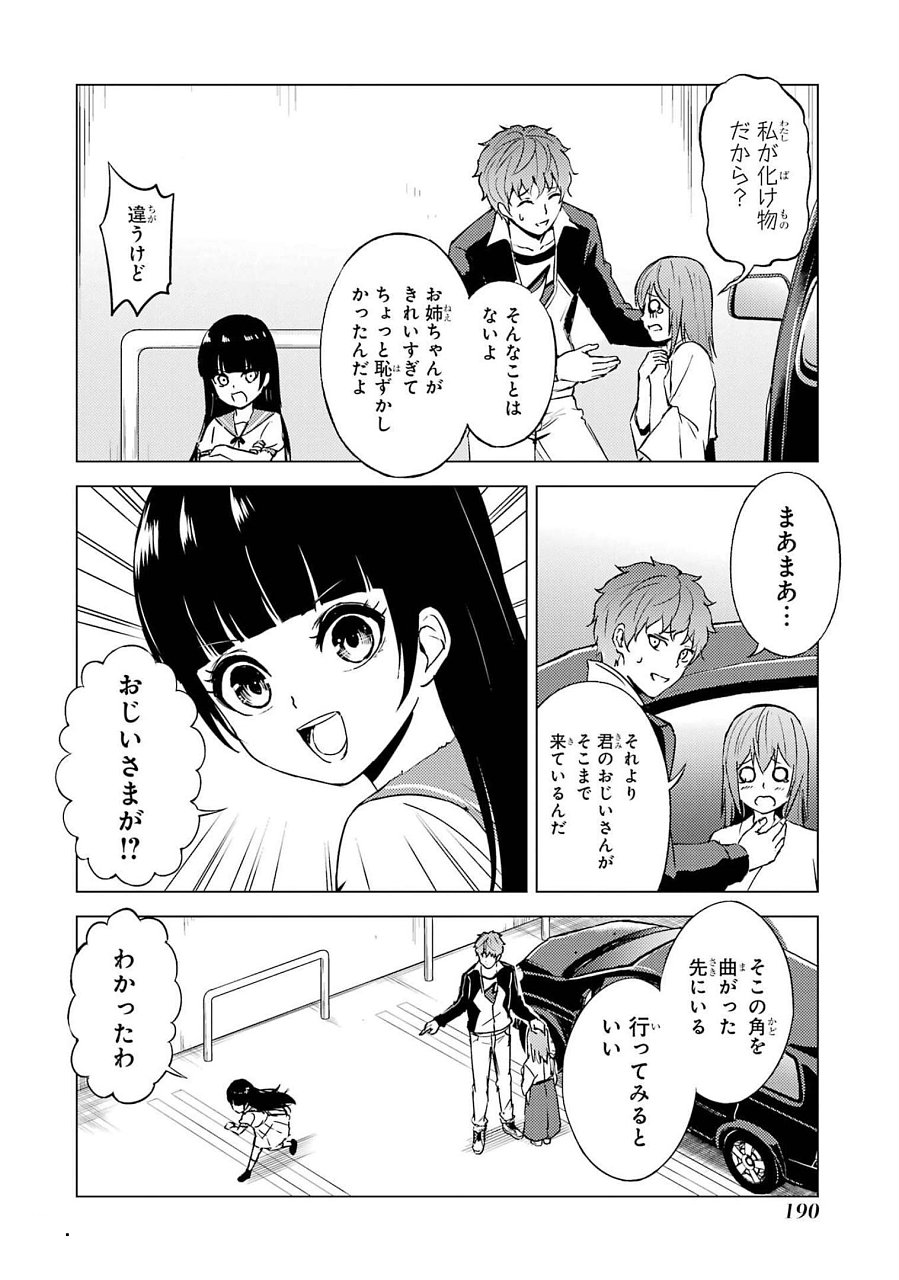 私が化け物
だから？
そんなことは
ないよ
お姉ちゃんが
きれいすぎて
ちょっと恥ずかし
かったんだよ
違うけど
まあまあ…
それより
君のおじいさんが
そこまで
来ているんだ
おじいさまが!?
そこの角を
曲がった
先にいる
行ってみると
いい
わかったわ
190